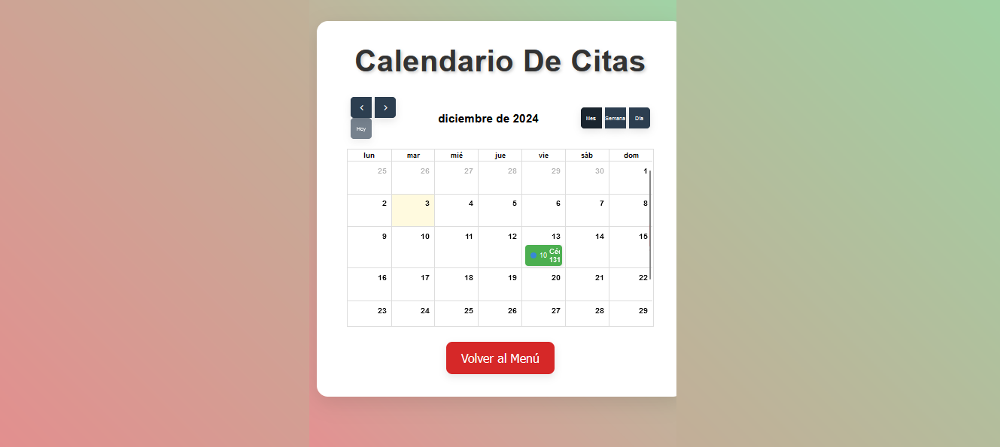 Calendario De Citas
Hoy
diciembre de 2024
Mes Semana Día
lun mar mié jue vie sáb dom
25 26 27 28 29 30 1
2 3 4 5 6 7 8
9 10 11 12 13 14 15
10 Céd
131
16 17 18 19 20 21 22
23 24 25 26 27 28 29
Volver al Menú